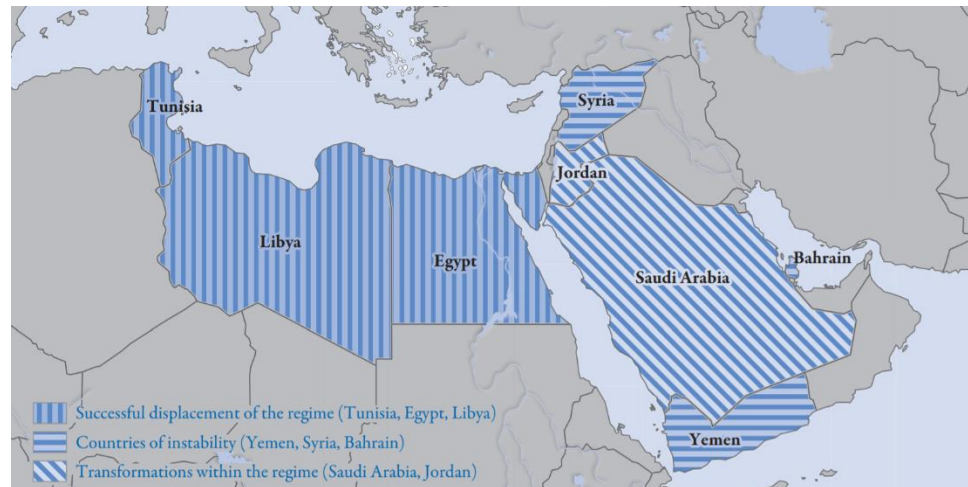 Tunisia
Syria
Jordan
Libya
Egypt
Bahrain
Saudi Arabia
Yemen
Successful displacement of the regime (Tunisia, Egypt, Libya)
Countries of instability (Yemen, Syria, Bahrain)
Transformations within the regime (Saudi Arabia, Jordan)